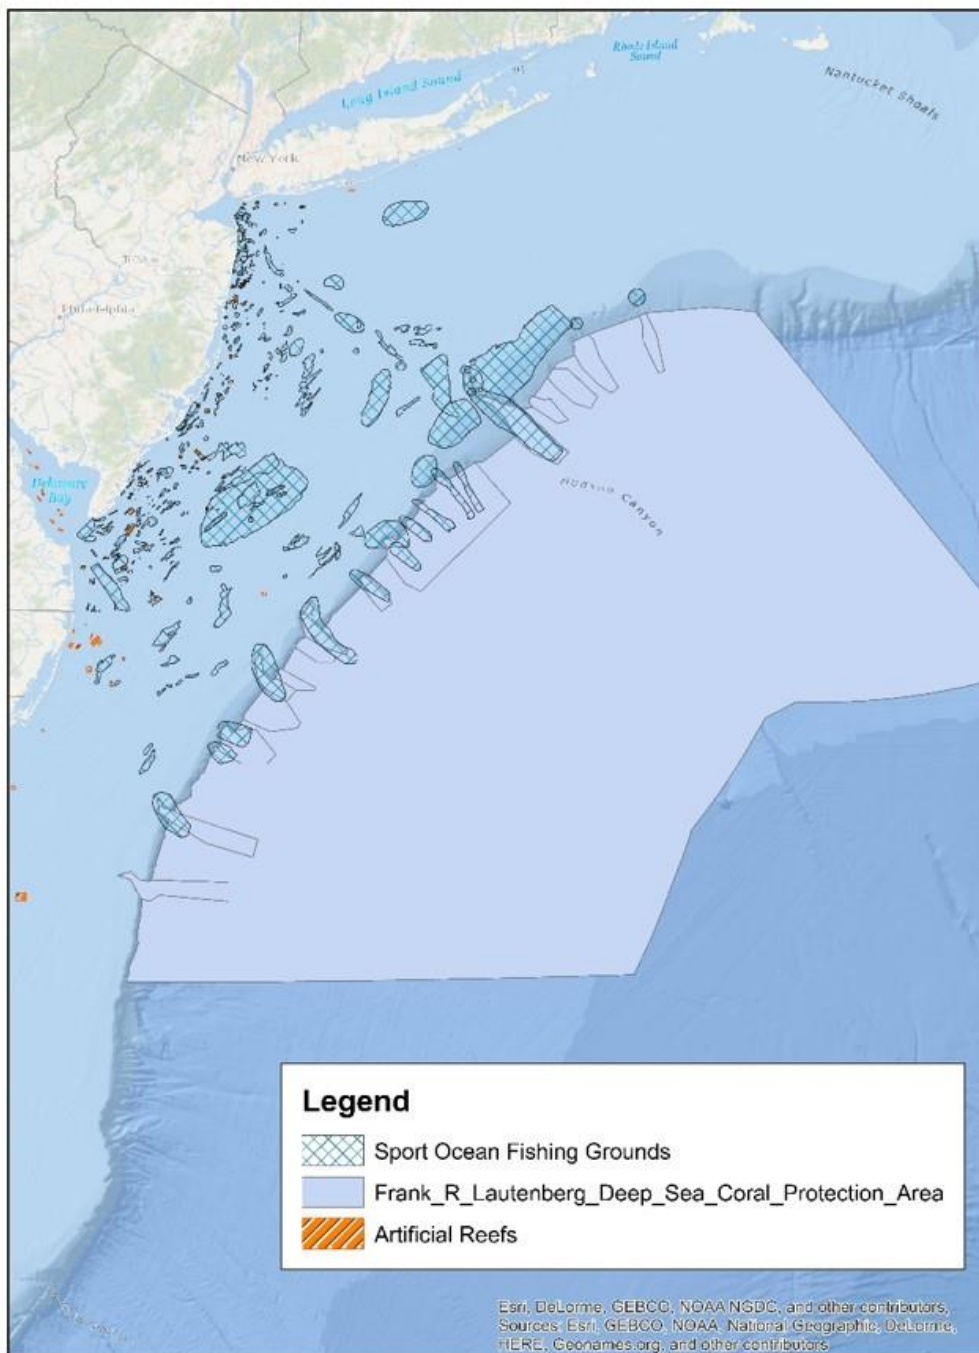 Rhode Island
Sound
Long Island Sound
Nantucket Shoals
New York
Philadelphia
Delaware
Bay
Hudson Canyon
Legend
Sport Ocean Fishing Grounds
Frank_R_Lautenberg_Deep_Sea_Coral_Protection_Area
Artificial Reefs
Esri, DeLorme, GEBCO, NOAA NGDC, and other contributors,
Sources: Esri, GEBCO, NOAA, National Geographic, DeLorme,
HERE, Geonames.org, and other contributors